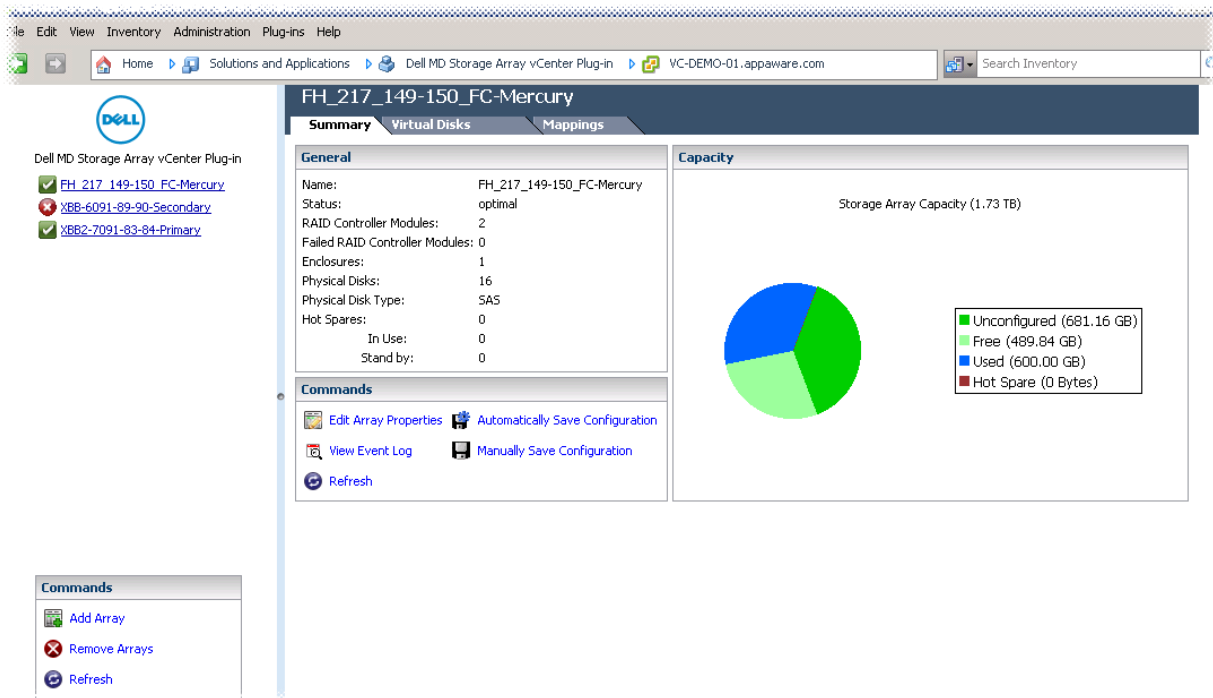 ile Edit View Inventory Administration Plug-ins Help
Home Solutions and Applications Dell MD Storage Array vCenter Plug-in VC-DEMO-01.appaware.com Search Inventory
DELL
Dell MD Storage Array vCenter Plug-in
FH_217_149-150_FC-Mercury
XBB-6091-89-90-Secondary
XBB2-7091-83-84-Primary
Commands
Add Array
Remove Arrays
Refresh
FH_217_149-150_FC-Mercury
Summary Virtual Disks Mappings
General
Name: FH_217_149-150_FC-Mercury
Status: optimal
RAID Controller Modules: 2
Failed RAID Controller Modules: 0
Enclosures: 1
Physical Disks: 16
Physical Disk Type: SAS
Hot Spares: 0
In Use: 0
Stand by: 0
Commands
Edit Array Properties Automatically Save Configuration
View Event Log Manually Save Configuration
Refresh
Capacity
Storage Array Capacity (1.73 TB)
Unconfigured (681.16 GB)
Free (489.84 GB)
Used (600.00 GB)
Hot Spare (0 Bytes)